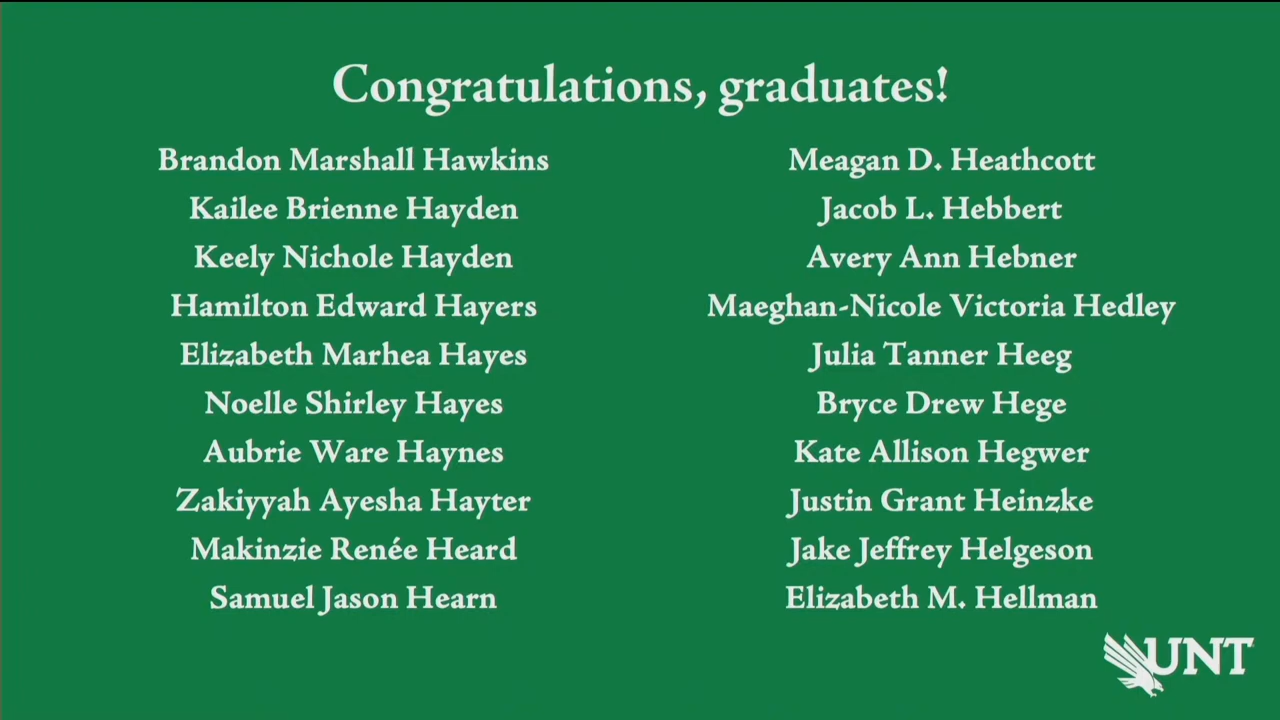 Congratulations, graduates!
Brandon Marshall Hawkins
Kailee Brienne Hayden
Keely Nichole Hayden
Hamilton Edward Hayers
Elizabeth Marhea Hayes
Noelle Shirley Hayes
Aubrie Ware Haynes
Zakiyyah Ayesha Hayter
Makinzie Renée Heard
Samuel Jason Hearn
Meagan D. Heathcott
Jacob L. Hebbert
Avery Ann Hebner
Maeghan-Nicole Victoria Hedley
Julia Tanner Heeg
Bryce Drew Hege
Kate Allison Hegwer
Justin Grant Heinzke
Jake Jeffrey Helgeson
Elizabeth M. Hellman
UNT